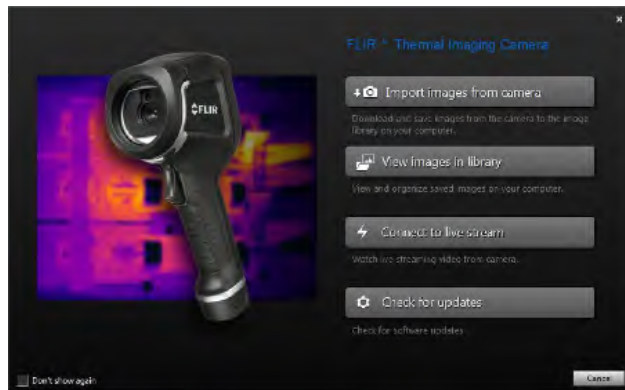 FLIR ™ Thermal Imaging Camera
Import images from camera
Download and save images from the camera to the image
library on your computer.
View images in library
View and organize saved images on your computer.
Connect to live stream
Watch live streaming video from camera.
Check for updates
Check for software updates
FLIR
Don't show again
Cancel